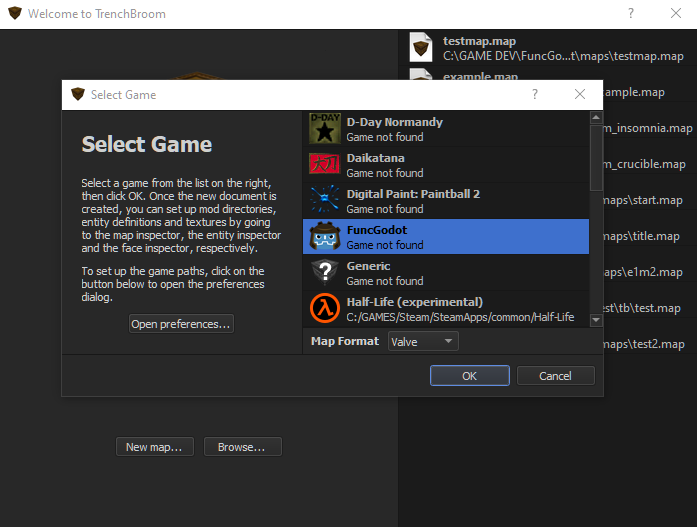 Welcome to TrenchBroom
testmap.map
C:\GAME DEV\FuncGo...t\maps\testmap.map
example.map
ample.map
m_insomnia.map
m_crucible.map
maps\start.map
maps\title.map
maps\e1m2.map
est\tb\test.map
maps\test2.map
Select Game
Select Game
Select a game from the list on the right,
then click OK. Once the new document is
created, you can set up mod directories,
entity definitions and textures by going
to the map inspector, the entity inspector
and the face inspector, respectively.
To set up the game paths, click on the
button below to open the preferences
dialog.
Open preferences...
D-DAY
D-Day Normandy
Game not found
Daikatana
Game not found
Digital Paint: Paintball 2
Game not found
FuncGodot
Game not found
Generic
Game not found
Half-Life (experimental)
C:/GAMES/Steam/SteamApps/common/Half-Life
Map Format
Valve
OK
Cancel
New map...
Browse...